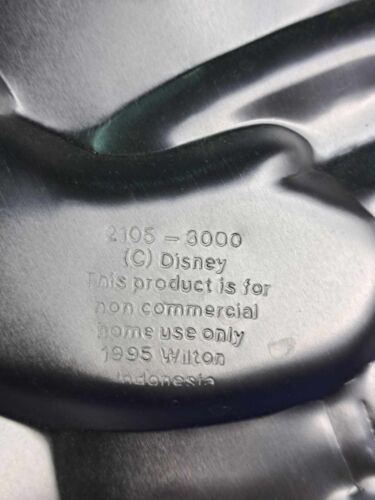 2105-3000
(C) Disney
This product is for
non commercial
home use only
1995 Wilton
Indonesia